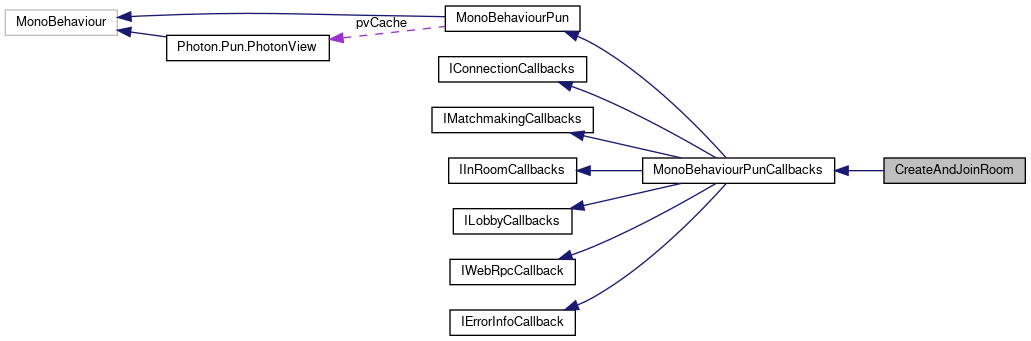 MonoBehaviour
Photon.Pun.PhotonView
pvCache
MonoBehaviourPun
IConnectionCallbacks
IMatchmakingCallbacks
IInRoomCallbacks
ILobbyCallbacks
IWebRpcCallback
IErrorInfoCallback
MonoBehaviourPunCallbacks
CreateAndJoinRoom